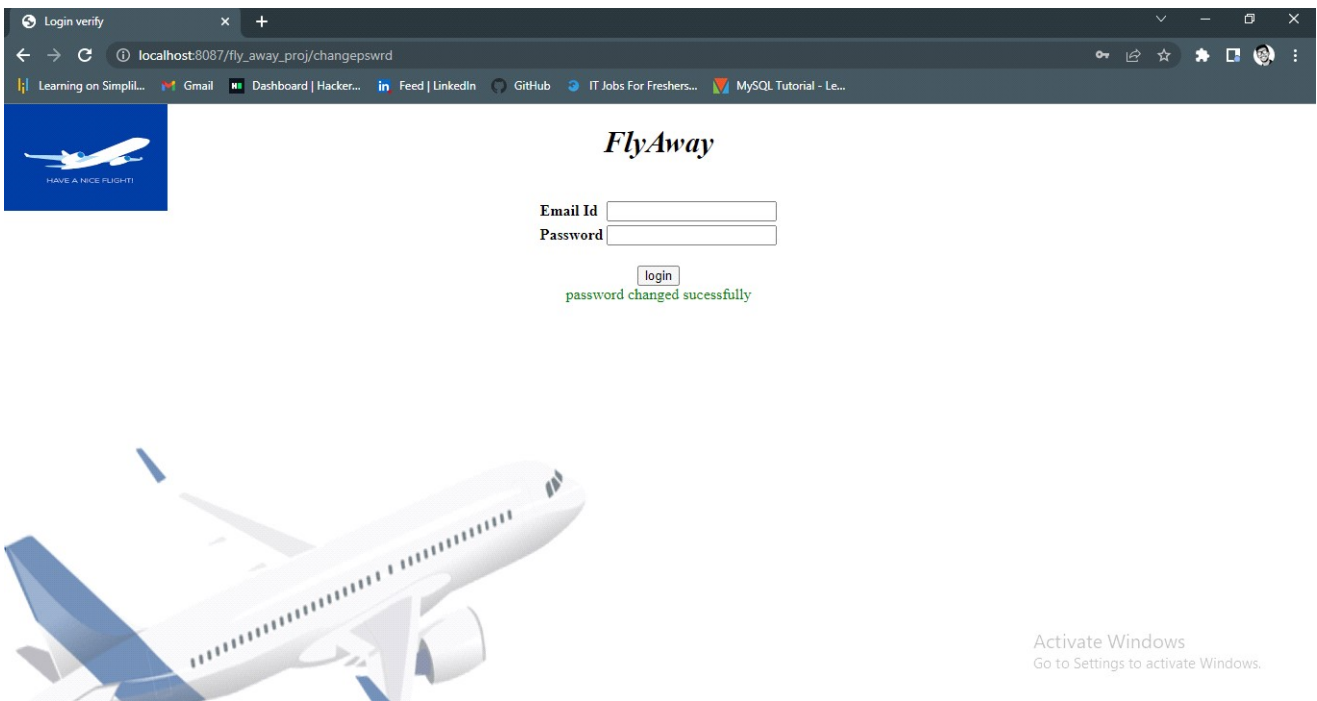 Login verify
localhost:8087/fly_away_proj/changepswrd
Learning on Simplil... Gmail Dashboard | Hacker... in Feed | LinkedIn GitHub IT Jobs For Freshers... MySQL Tutorial - Le...
HAVE A NICE FLIGHT!
FlyAway
Email Id
Password
login
password changed sucessfully
Activate Windows
Go to Settings to activate Windows.